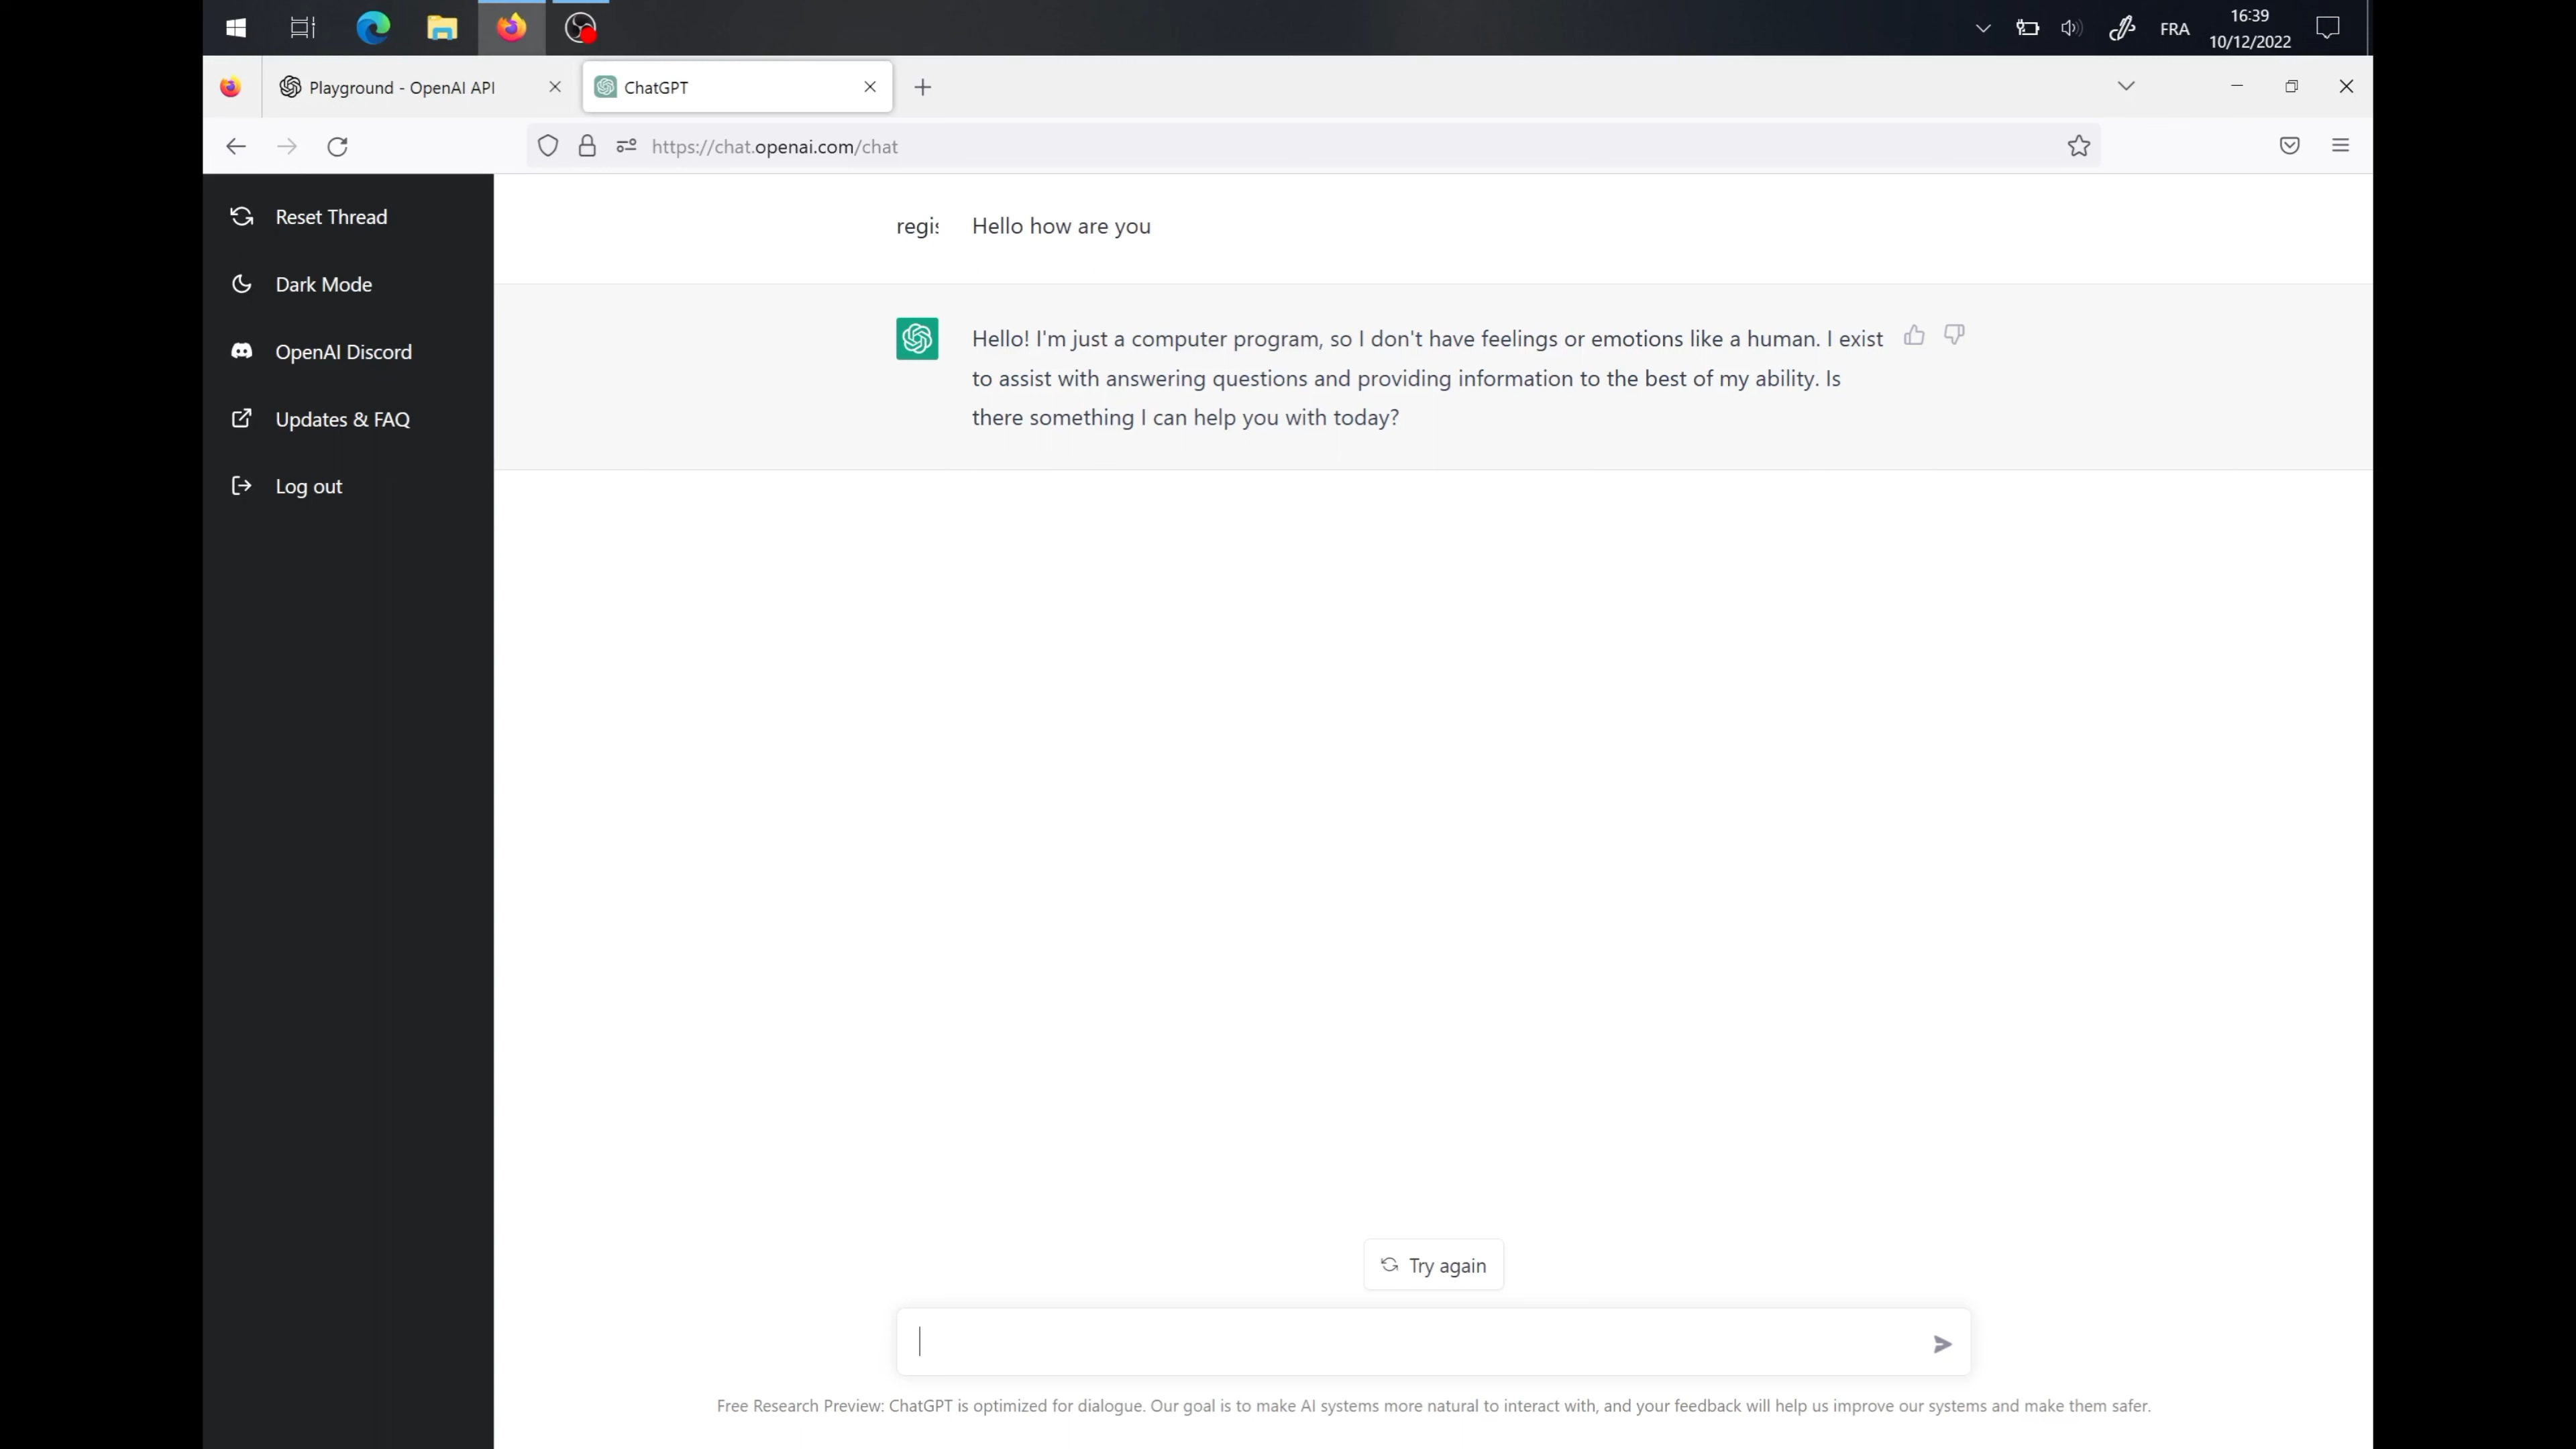 FRA
16:39
10/12/2022
Playground - OpenAI API
ChatGPT
https://chat.openai.com/chat
Reset Thread
Dark Mode
OpenAI Discord
Updates & FAQ
Log out
regis
Hello how are you
Hello! I'm just a computer program, so I don't have feelings or emotions like a human. I exist
to assist with answering questions and providing information to the best of my ability. Is
there something I can help you with today?
Try again
Free Research Preview: ChatGPT is optimized for dialogue. Our goal is to make AI systems more natural to interact with, and your feedback will help us improve our systems and make them safer.